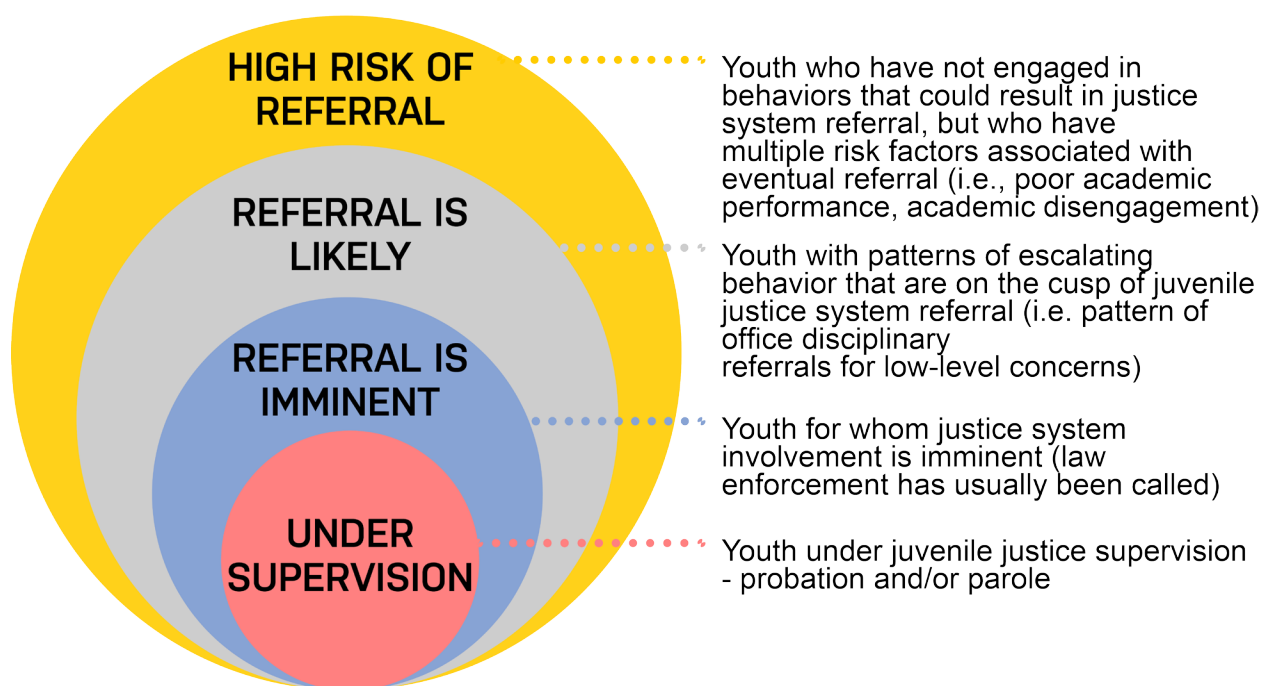 HIGH RISK OF
REFERRAL
Youth who have not engaged in
behaviors that could result in justice
system referral, but who have
multiple risk factors associated with
eventual referral (i.e., poor academic
performance, academic disengagement)
REFERRAL IS
LIKELY
Youth with patterns of escalating
behavior that are on the cusp of juvenile
justice system referral (i.e. pattern of
office disciplinary
referrals for low-level concerns)
REFERRAL IS
IMMINENT
Youth for whom justice system
involvement is imminent (law
enforcement has usually been called)
UNDER
SUPERVISION
Youth under juvenile justice supervision
- probation and/or parole